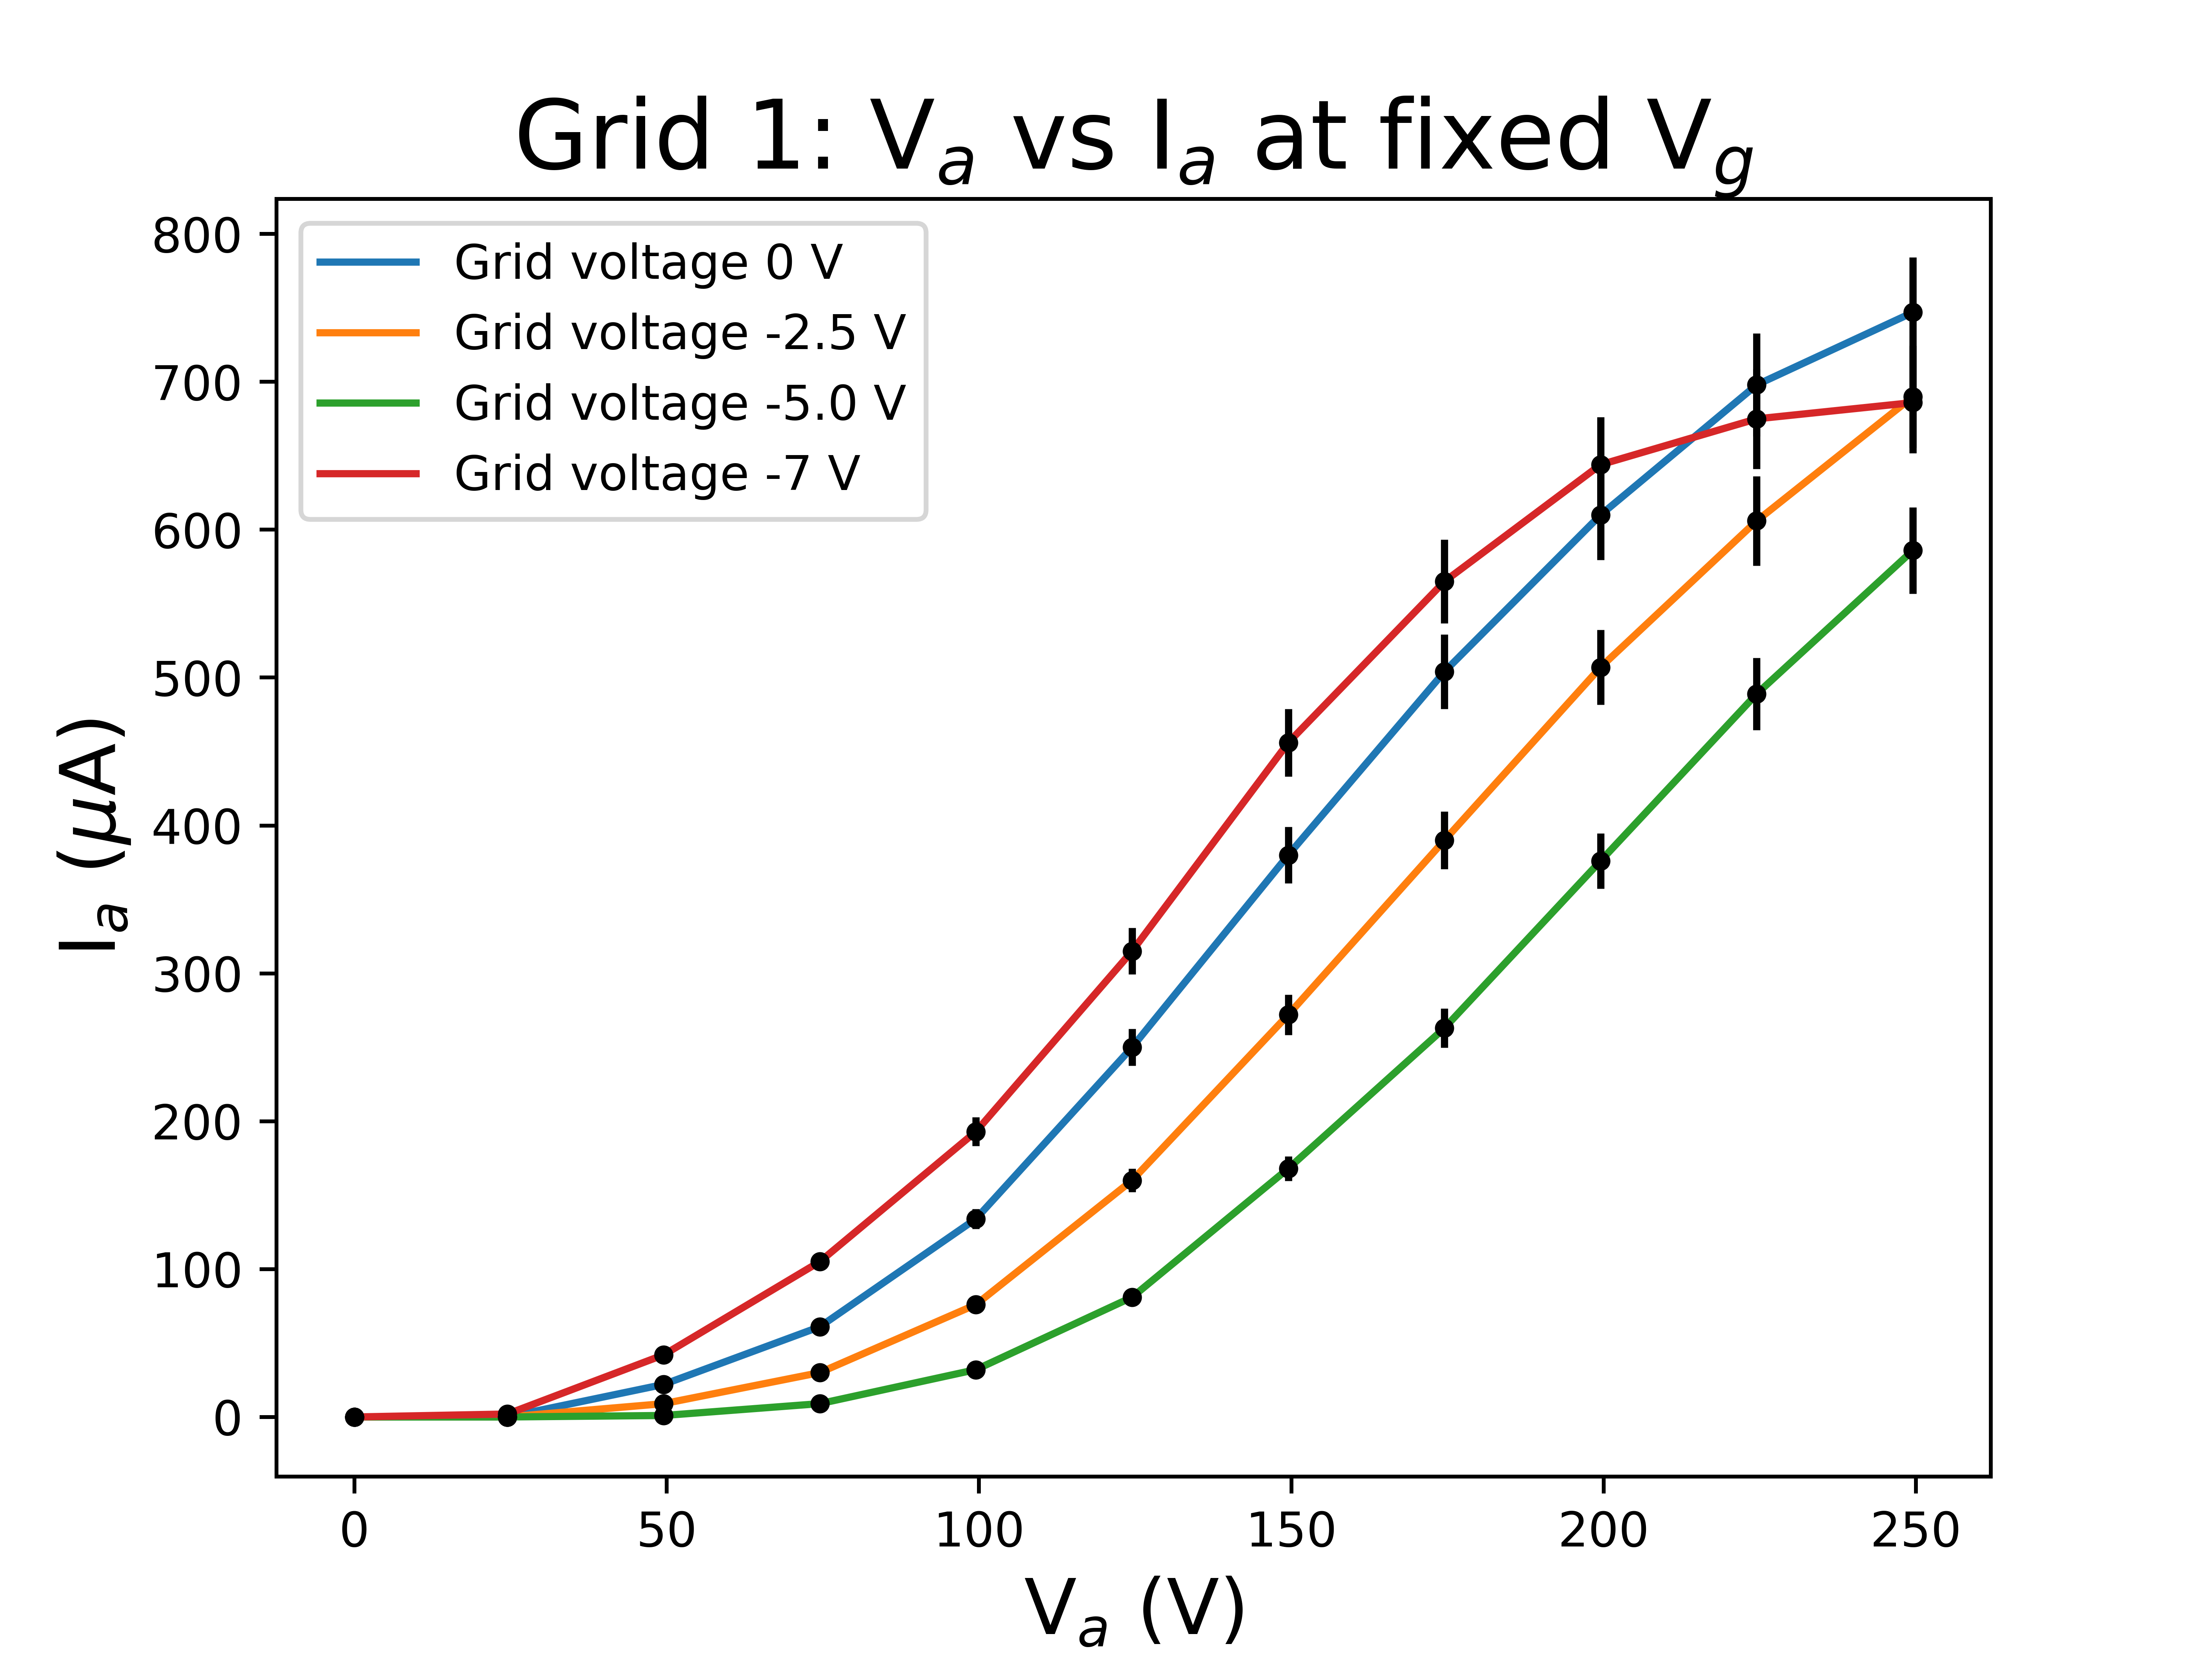 Grid 1: Vₐ vs Iₐ at fixed V_g
800
700
600
500
400
300
200
100
0
Iₐ (μA)
Grid voltage 0 V
Grid voltage -2.5 V
Grid voltage -5.0 V
Grid voltage -7 V
0 50 100 150 200 250
Vₐ (V)